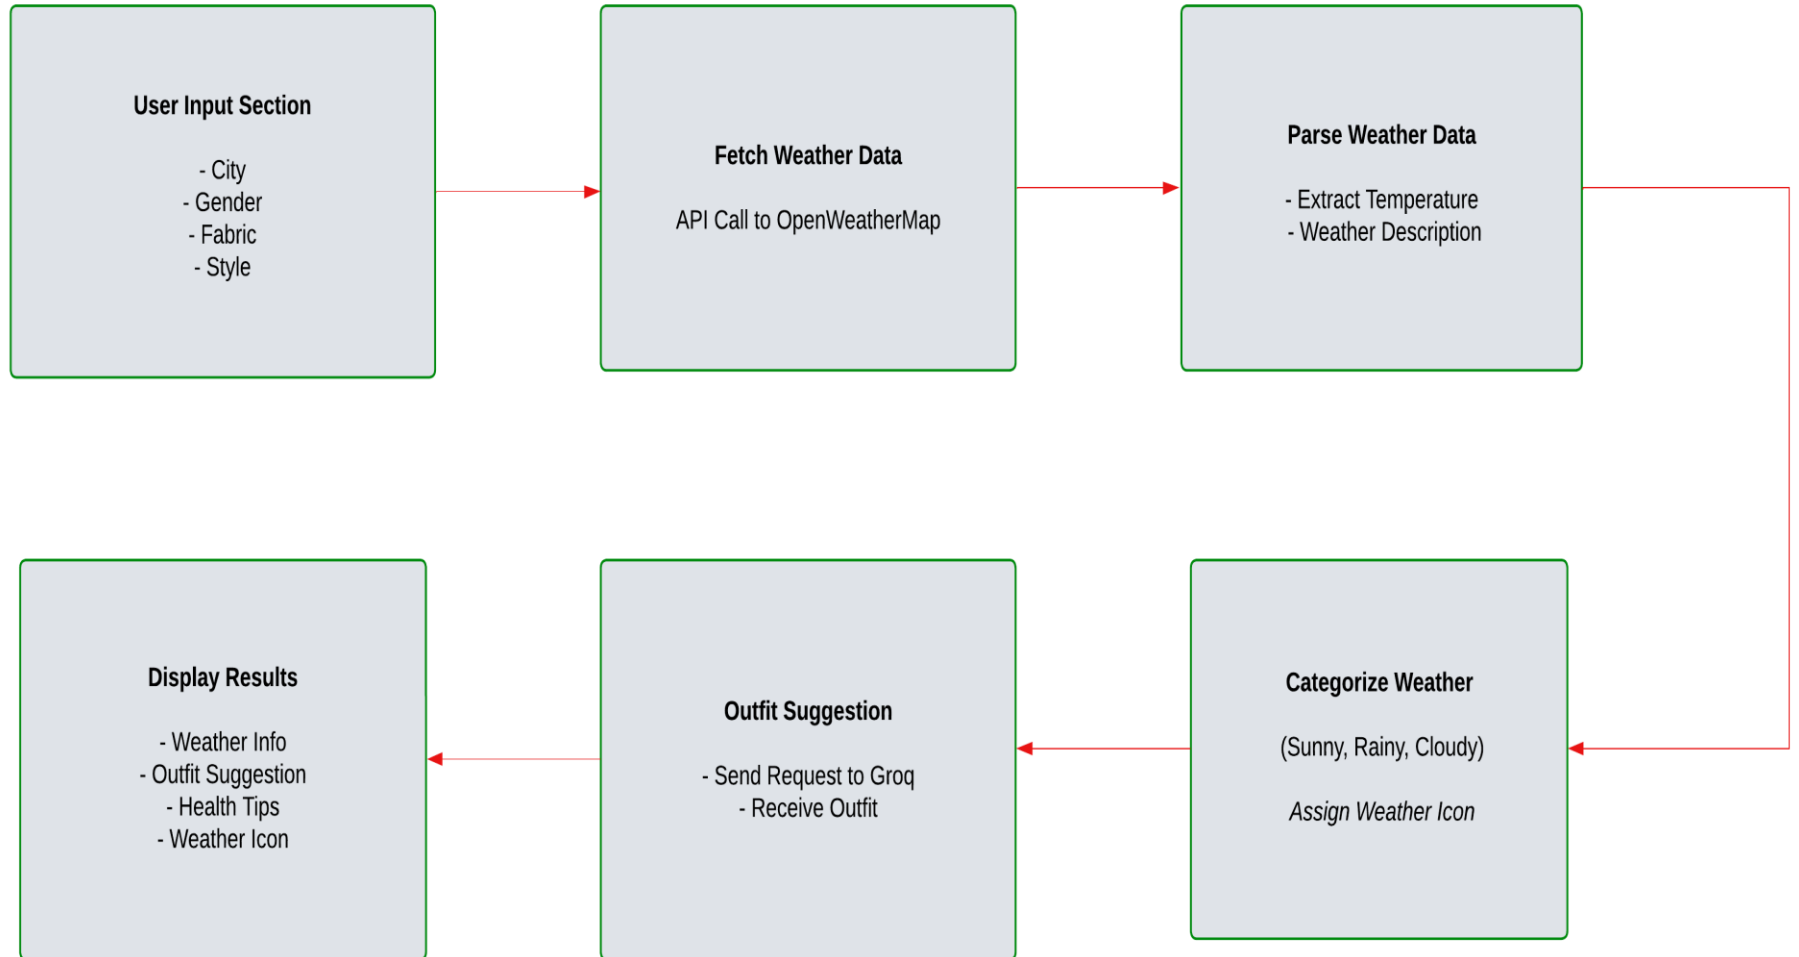 User Input Section
- City
- Gender
- Fabric
- Style
Fetch Weather Data
API Call to OpenWeatherMap
Parse Weather Data
- Extract Temperature
- Weather Description
Categorize Weather
(Sunny, Rainy, Cloudy)
Assign Weather Icon
Outfit Suggestion
- Send Request to Groq
- Receive Outfit
Display Results
- Weather Info
- Outfit Suggestion
- Health Tips
- Weather Icon